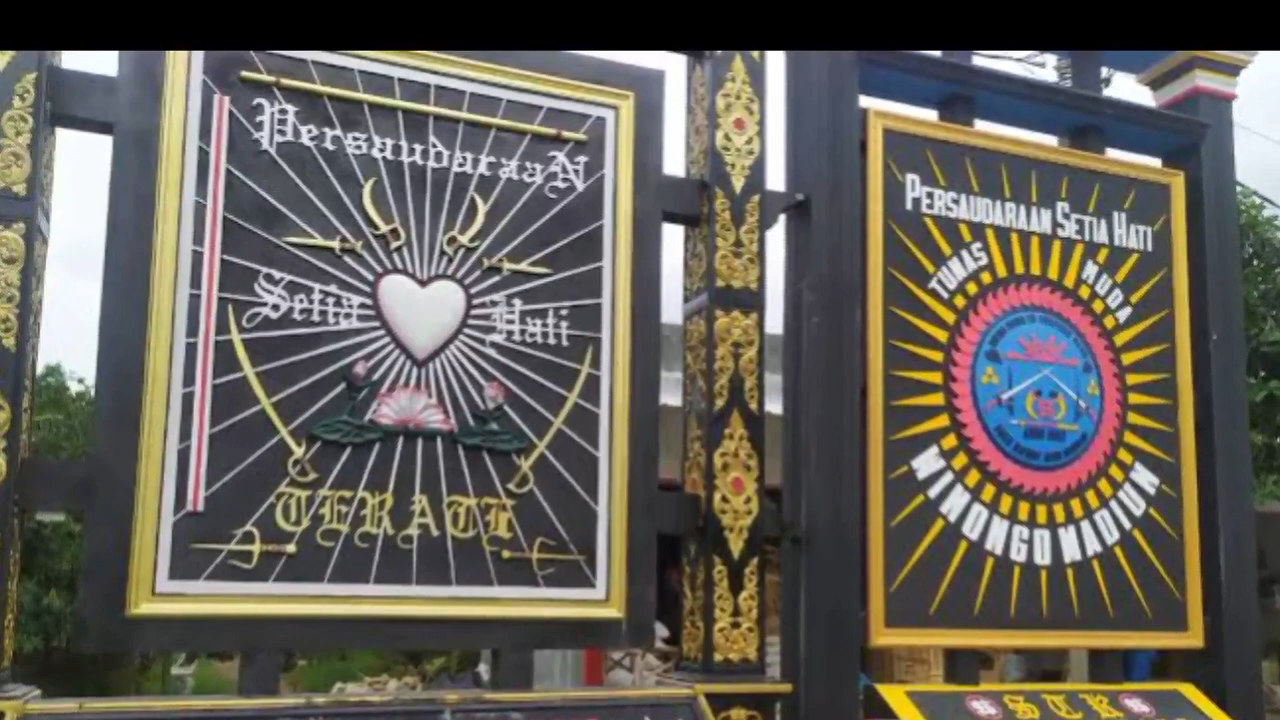 PersaudaraaN
Setia Hati
TERATE
PERSAUDARAAN SETIA HATI
TUNAS MUDA
WINONGO MADIUN
S T K